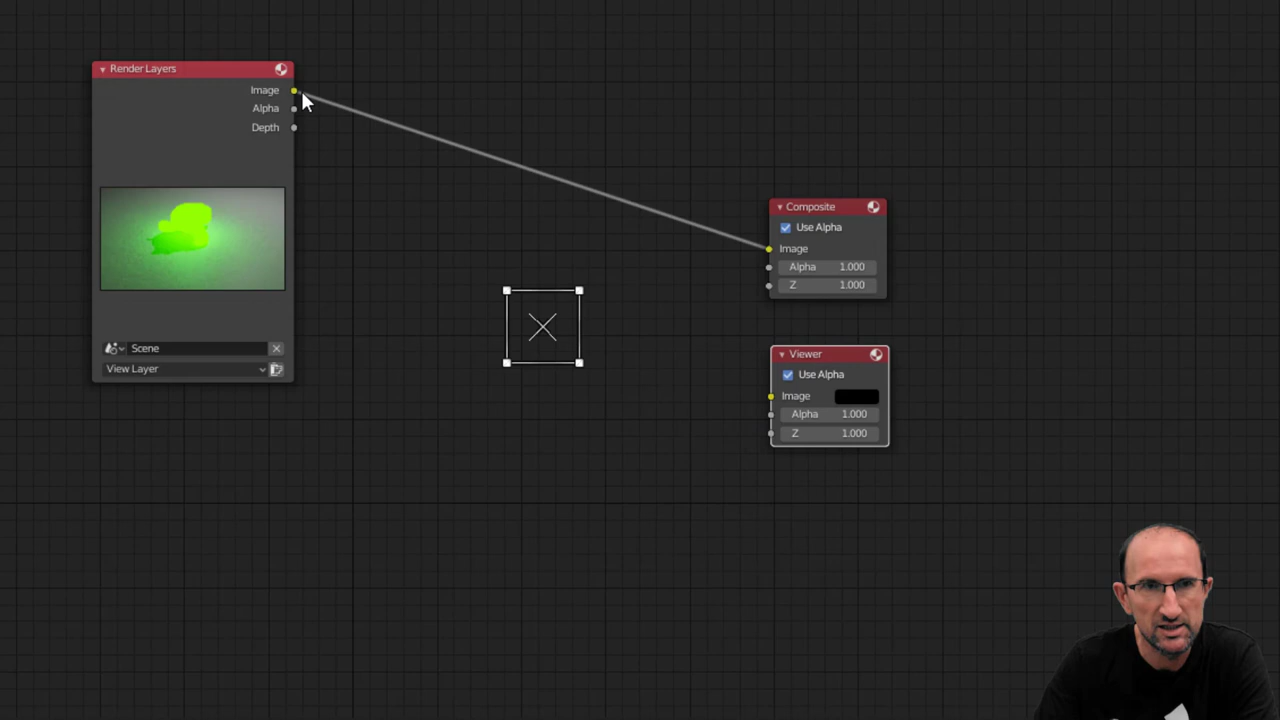 Render Layers
Image
Alpha
Depth
Scene
View Layer
Composite
Use Alpha
Image
Alpha 1.000
Z 1.000
Viewer
Use Alpha
Image
Alpha 1.000
Z 1.000